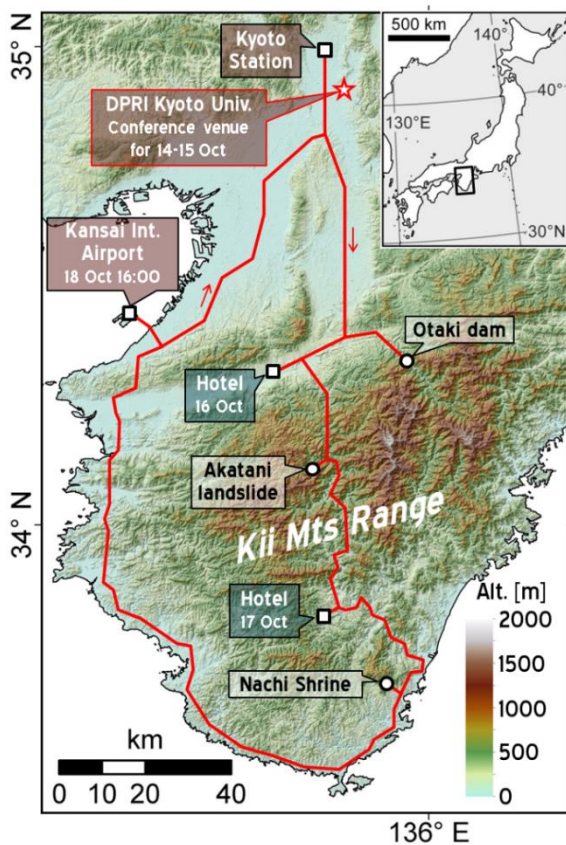 35° N
Kyoto
Station
DPRI Kyoto Univ.
Conference venue
for 14-15 Oct
500 km
140°
40°
130°E
30°N
Kansai Int.
Airport
18 Oct 16:00
Otaki dam
Hotel
16 Oct
Akatani
landslide
34° N
Kii Mts Range
Hotel
17 Oct
Nachi Shrine
Alt. [m]
2000
1500
1000
500
0
km
0 10 20 40
136° E